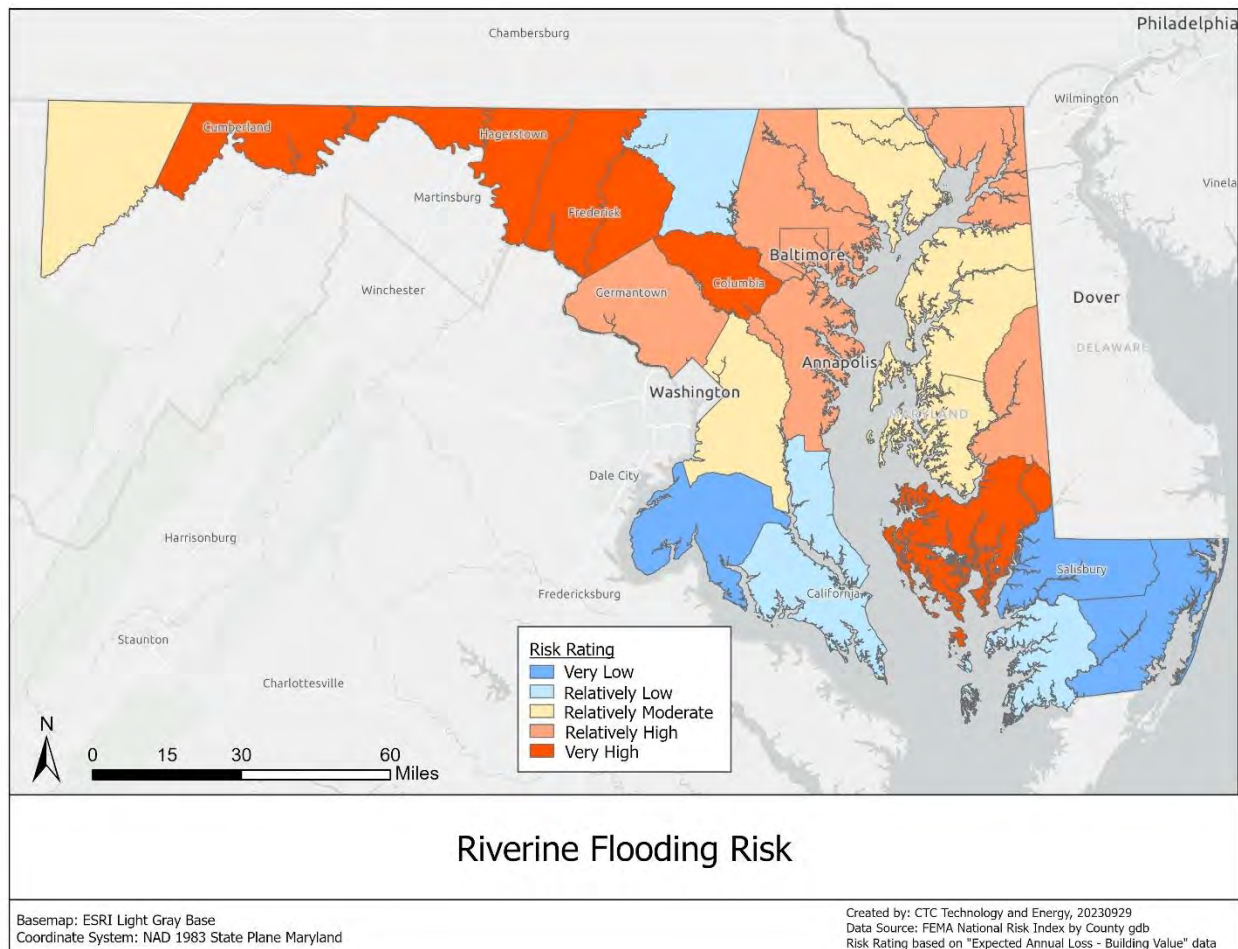 Philadelphia
Chambersburg
Wilmington
Cumberland
Hagerstown
Vinela
Martinsburg
Frederick
Baltimore
Columbia
Winchester
Germantown
Dover
DELAWARE
Annapolis
Washington
MARYLAND
Dale City
Harrisonburg
Salisbury
Fredericksburg
California
Staunton
Charlottesville
Risk Rating
Very Low
Relatively Low
Relatively Moderate
Relatively High
Very High
N
0 15 30 60
Miles
Riverine Flooding Risk
Basemap: ESRI Light Gray Base
Coordinate System: NAD 1983 State Plane Maryland
Created by: CTC Technology and Energy, 20230929
Data Source: FEMA National Risk Index by County gdb
Risk Rating based on "Expected Annual Loss - Building Value" data